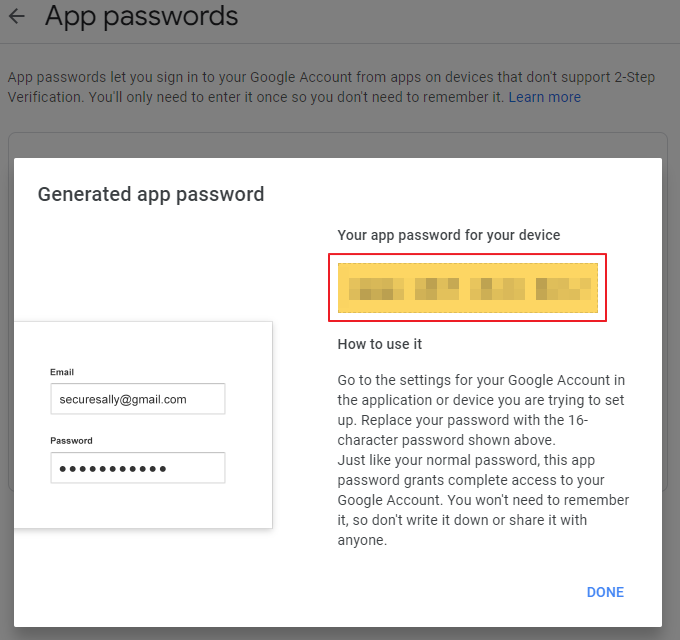 App passwords
App passwords let you sign in to your Google Account from apps on devices that don't support 2-Step
Verification. You'll only need to enter it once so you don't need to remember it. Learn more
Generated app password
Your app password for your device
How to use it
Go to the settings for your Google Account in
the application or device you are trying to set
up. Replace your password with the 16-
character password shown above.
Just like your normal password, this app
password grants complete access to your
Google Account. You won't need to remember
it, so don't write it down or share it with
anyone.
Email
securesally@gmail.com
Password
●●●●●●●●●●●
DONE